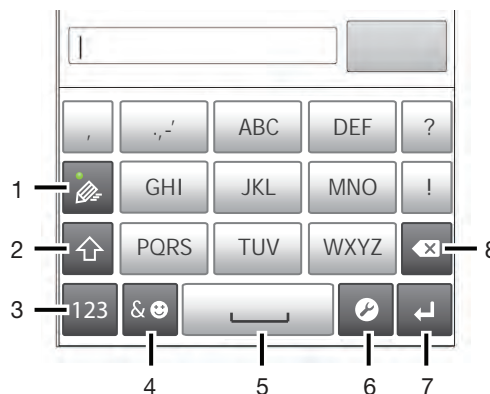 , .,-' ABC DEF ?
1 GHI JKL MNO !
2 PQRS TUV WXYZ 8
3 123 &☻
4 5 6 7